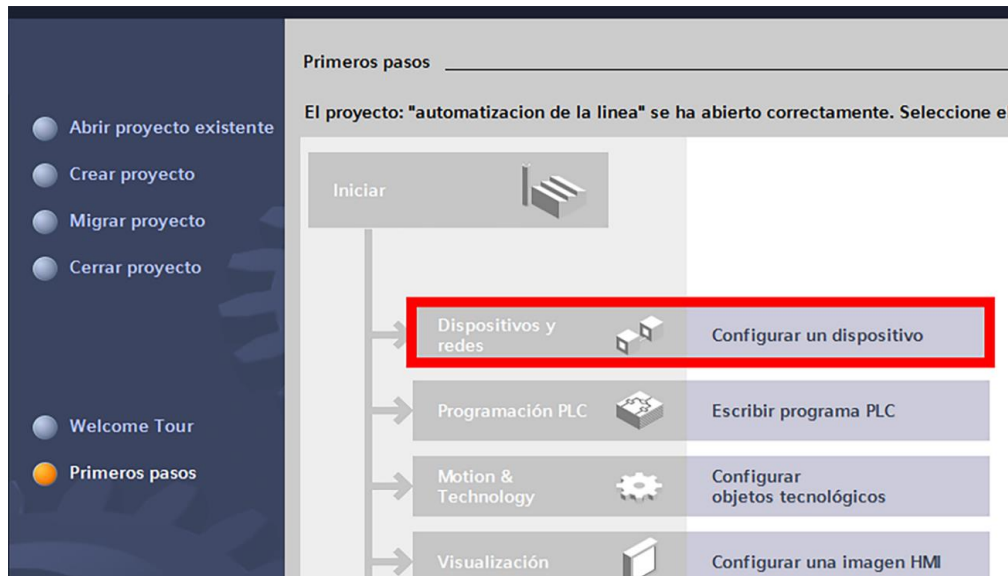 Primeros pasos
El proyecto: "automatizacion de la linea" se ha abierto correctamente. Seleccione e
Abrir proyecto existente
Crear proyecto
Migrar proyecto
Cerrar proyecto
Welcome Tour
Primeros pasos
Iniciar
Dispositivos y
redes
Configurar un dispositivo
Programación PLC
Escribir programa PLC
Motion &
Technology
Configurar
objetos tecnológicos
Visualización
Configurar una imagen HMI